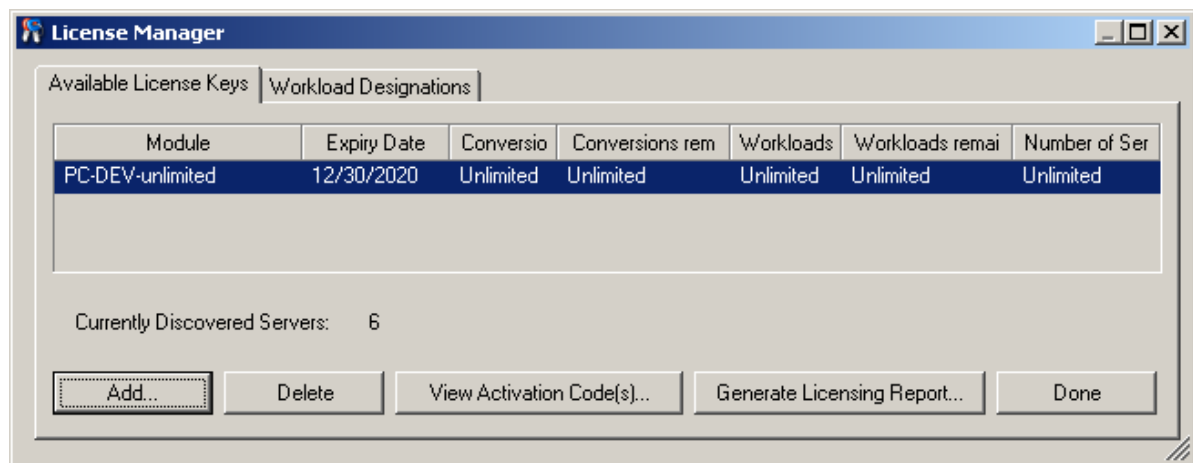 License Manager
Available License Keys Workload Designations
Module Expiry Date Conversio Conversions rem Workloads Workloads remai Number of Ser
PC-DEV-unlimited 12/30/2020 Unlimited Unlimited Unlimited Unlimited Unlimited
Currently Discovered Servers: 6
Add... Delete View Activation Code(s)... Generate Licensing Report... Done